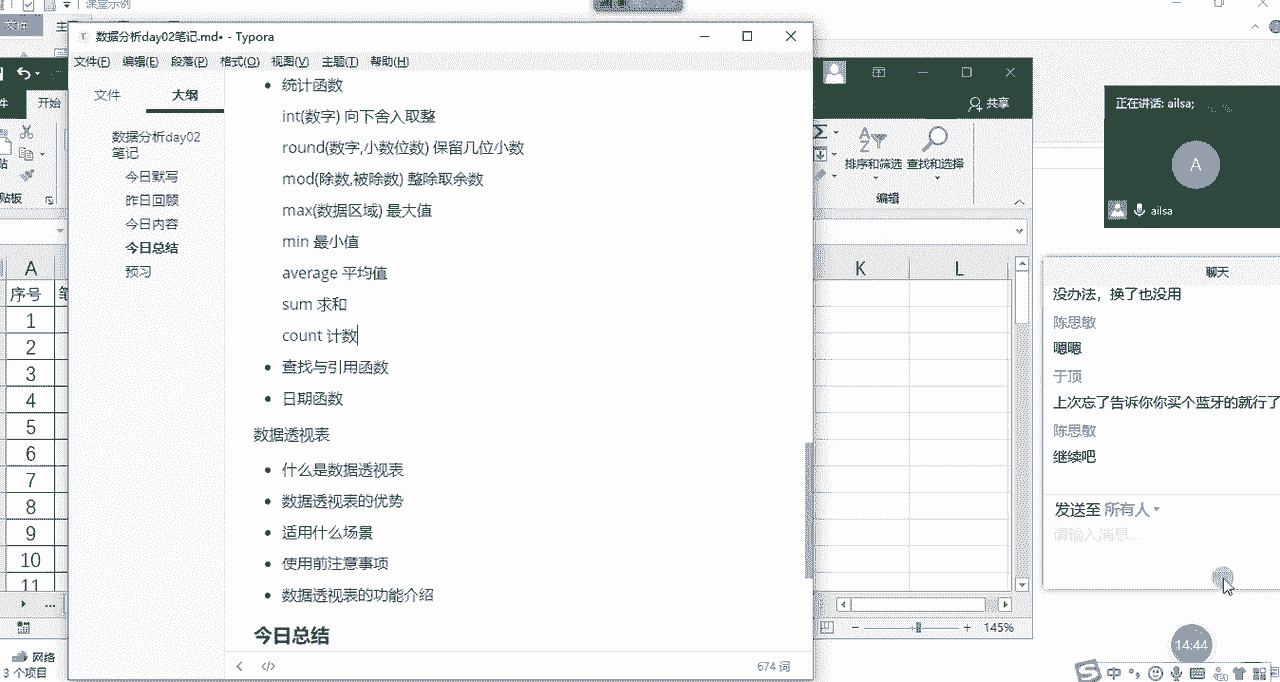 课堂示例
文件
数据分析day02笔记.md• - Typora
文件(F) 编辑(E) 段落(P) 格式(O) 视图(V) 主题(T) 帮助(H)
文件 大纲
数据分析day02
笔记
今日默写
昨日回顾
今日内容
今日总结
预习
统计函数
int(数字) 向下舍入取整
round(数字,小数位数) 保留几位小数
mod(除数,被除数) 整除取余数
max(数据区域) 最大值
min 最小值
average 平均值
sum 求和
count 计数
查找与引用函数
日期函数
数据透视表
什么是数据透视表
数据透视表的优势
适用什么场景
使用前注意事项
数据透视表的功能介绍
今日总结
674 词
开始
贴板
A
序号
1
2
3
4
5
6
7
8
9
10
11
网络
3 个项目
共享
排序和筛选 查找和选择
编辑
K L
145%
正在讲话: ailsa;
A
ailsa
聊天
没办法，换了也没用
陈思敏
嗯嗯
于顶
上次忘了告诉你你买个蓝牙的就行了
陈思敏
继续吧
发送至 所有人
请输入消息...
14:44
中